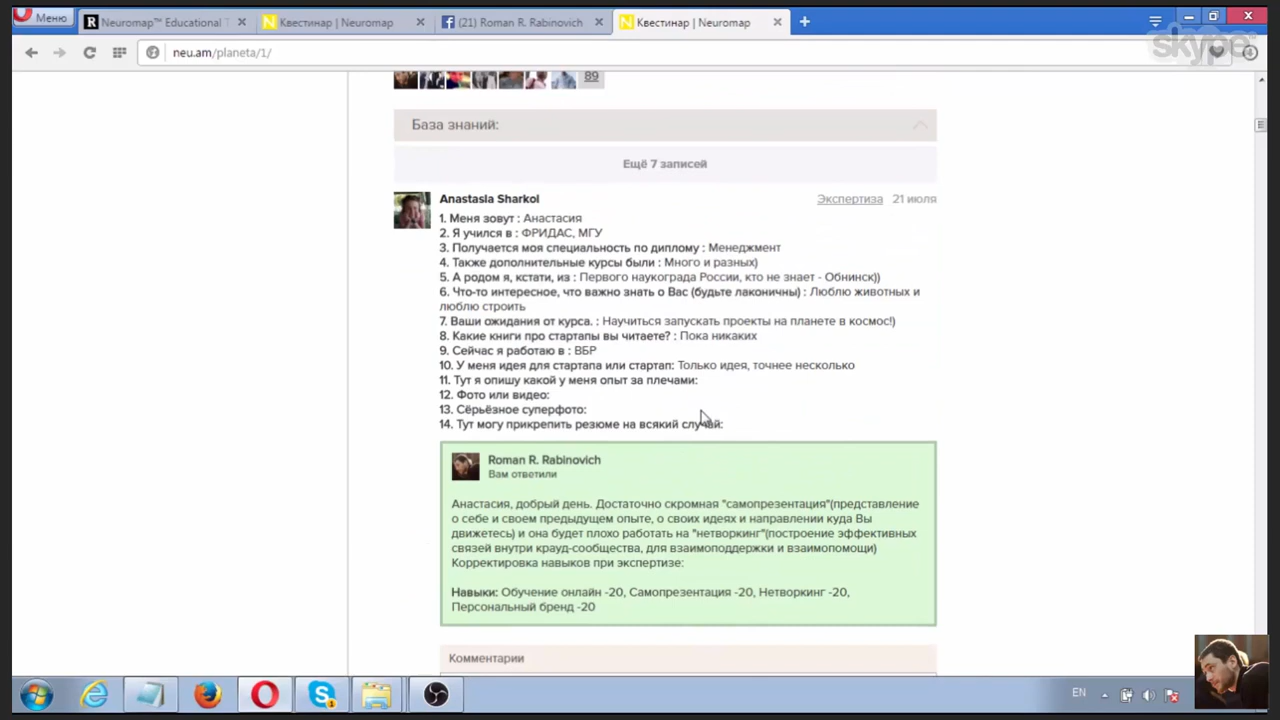 Меню
Neuromap™ Educational T
Квестинар | Neuromap
(21) Roman R. Rabinovich
Квестинар | Neuromap
skype
neu.am/planeta/1/
89
База знаний:
Ещё 7 записей
Anastasia Sharkol
Экспертиза 21 июля
1. Меня зовут : Анастасия
2. Я учился в : ФРИДАС, МГУ
3. Получается моя специальность по диплому : Менеджмент
4. Также дополнительные курсы были : Много и разных)
5. А родом я, кстати, из : Первого наукограда России, кто не знает - Обнинск))
6. Что-то интересное, что важно знать о Вас (будьте лаконичны) : Люблю животных и
люблю строить
7. Ваши ожидания от курса. : Научиться запускать проекты на планете в космос!)
8. Какие книги про стартапы вы читаете? : Пока никаких
9. Сейчас я работаю в : ВБР
10. У меня идея для стартапа или стартап: Только идея, точнее несколько
11. Тут я опишу какой у меня опыт за плечами:
12. Фото или видео:
13. Сёрьёзное суперфото:
14. Тут могу прикрепить резюме на всякий случай:
Roman R. Rabinovich
Вам ответили
Анастасия, добрый день. Достаточно скромная "самопрезентация"(представление
о себе и своем предыдущем опыте, о своих идеях и направлении куда Вы
движетесь) и она будет плохо работать на "нетворкинг"(построение эффективных
связей внутри крауд-сообщества, для взаимоподдержки и взаимопомощи)
Корректировка навыков при экспертизе:
Навыки: Обучение онлайн -20, Самопрезентация -20, Нетворкинг -20,
Персональный бренд -20
Комментарии
EN